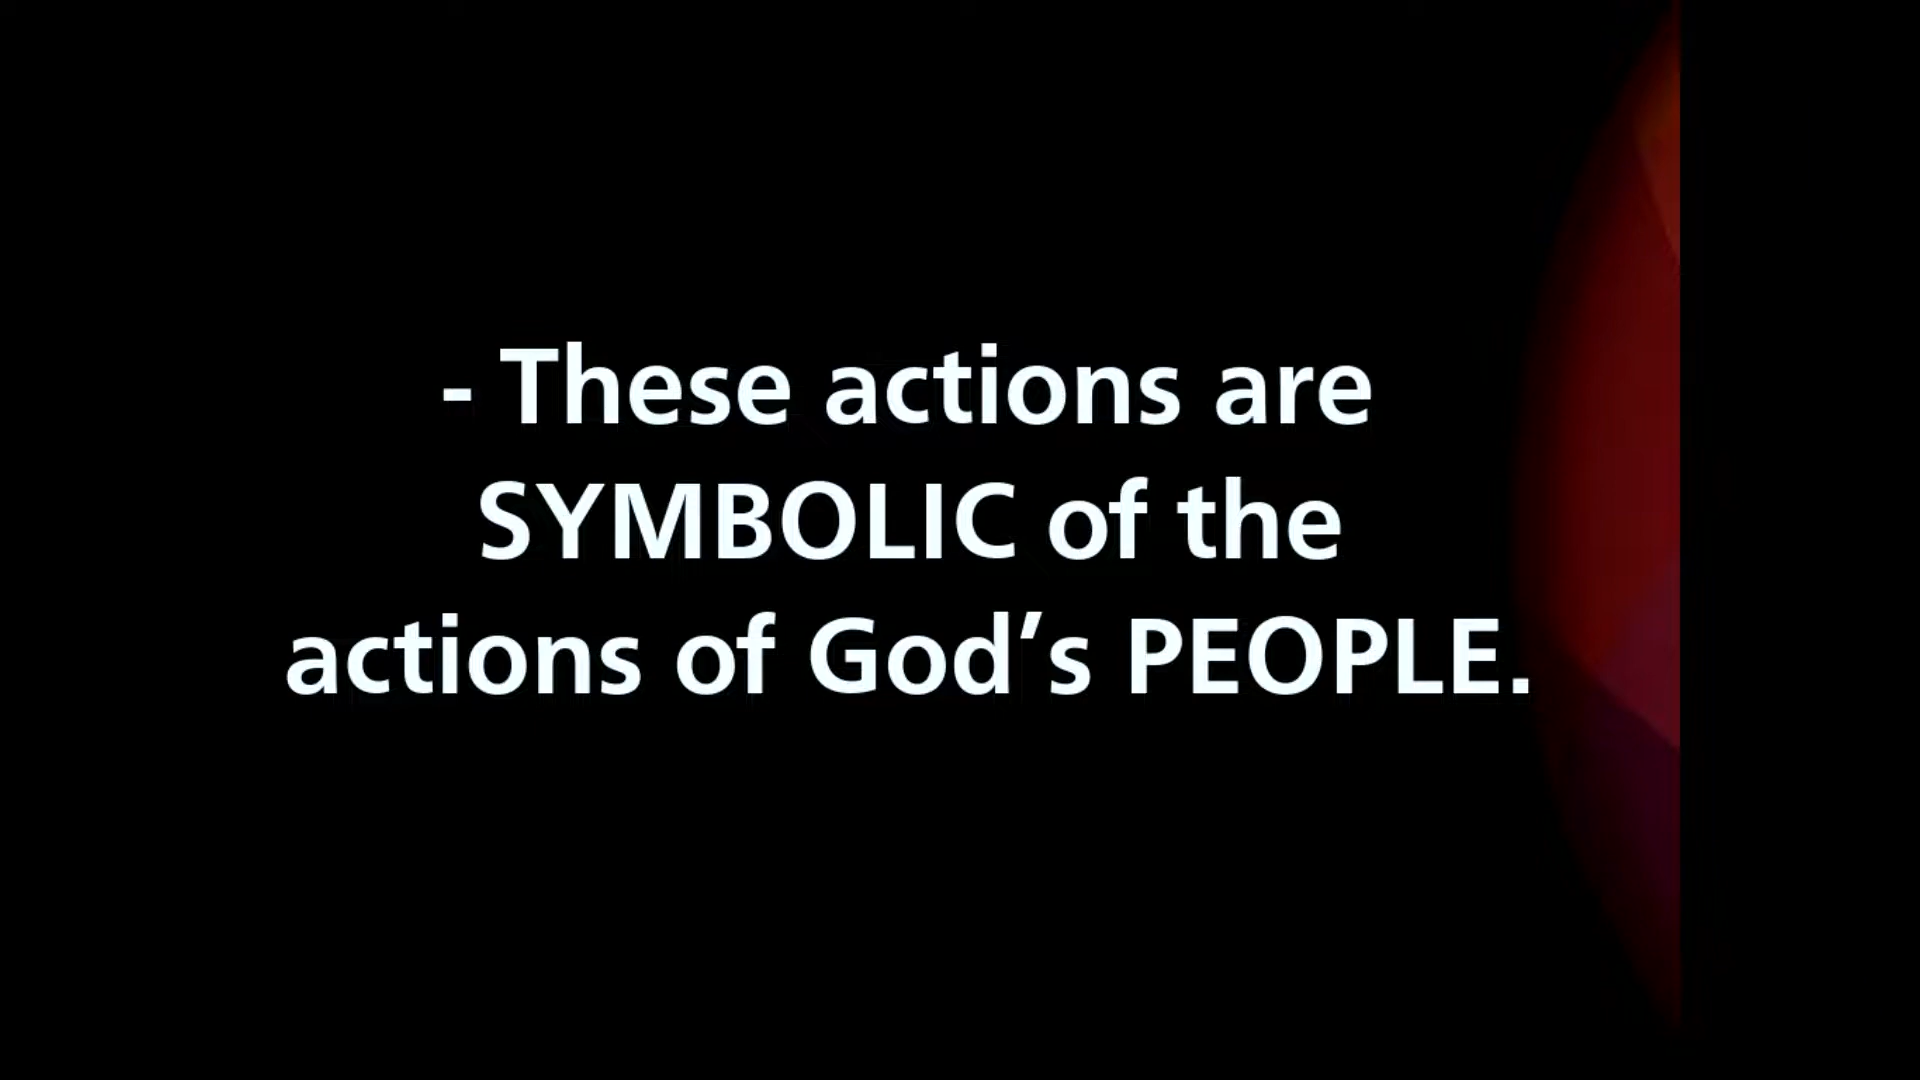 - These actions are
SYMBOLIC of the
actions of God’s PEOPLE.